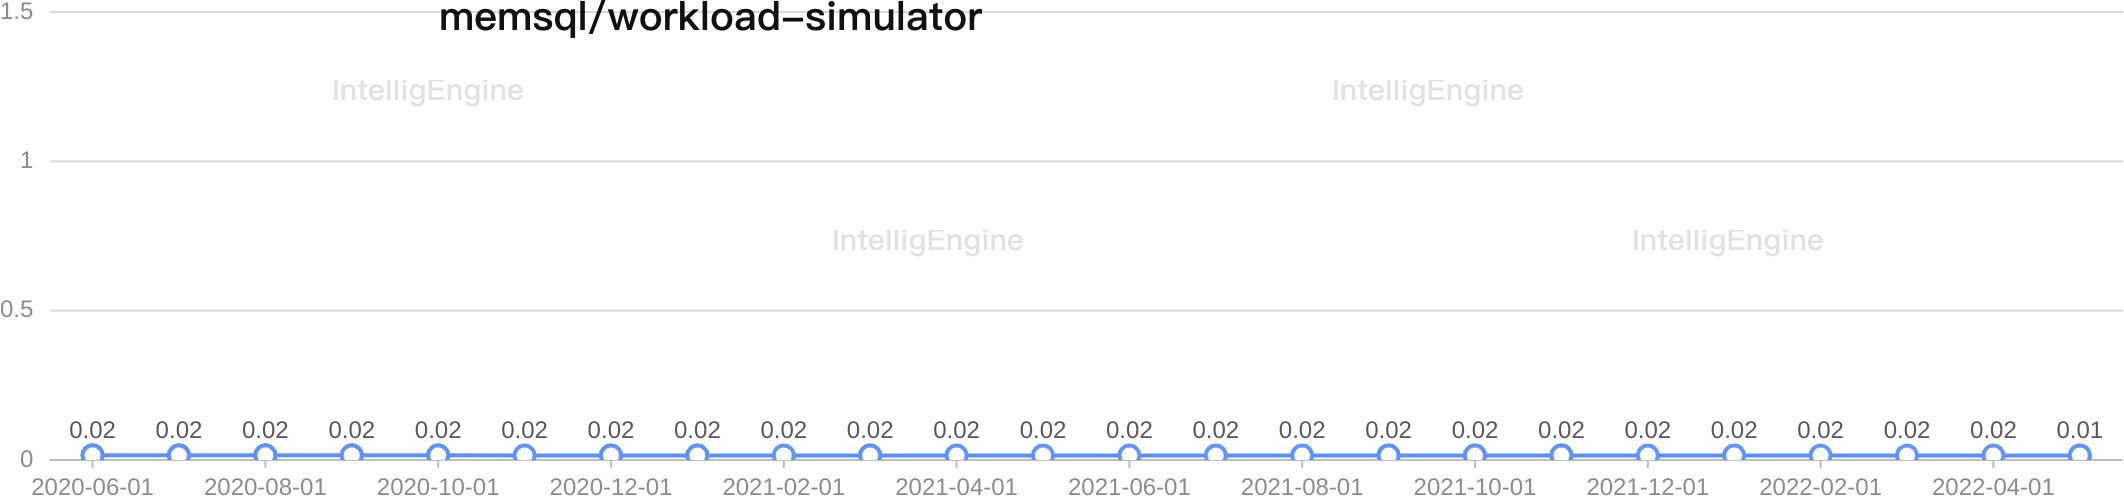 memsql/workload-simulator
1.5
IntelligEngine IntelligEngine
1
IntelligEngine IntelligEngine
0.5
0.02 0.02 0.02 0.02 0.02 0.02 0.02 0.02 0.02 0.02 0.02 0.02 0.02 0.02 0.02 0.02 0.02 0.02 0.02 0.02 0.02 0.02 0.02 0.01
0
2020-06-01 2020-08-01 2020-10-01 2020-12-01 2021-02-01 2021-04-01 2021-06-01 2021-08-01 2021-10-01 2021-12-01 2022-02-01 2022-04-01